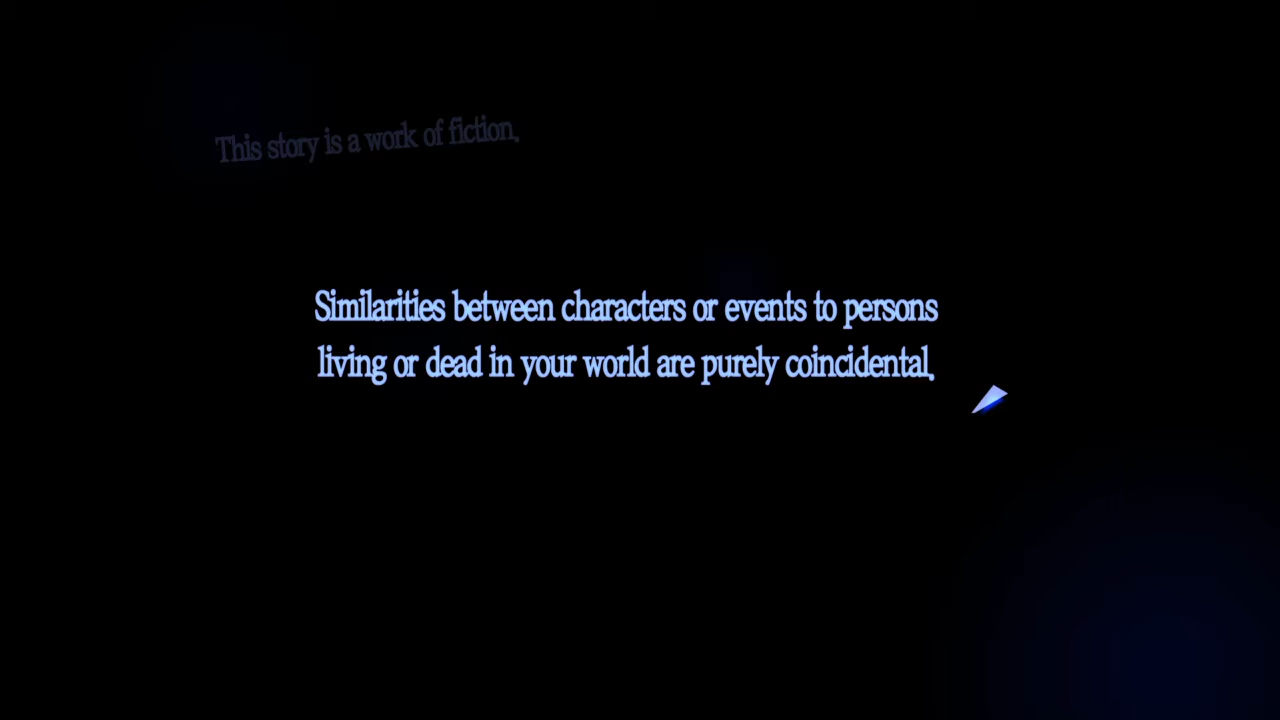 This story is a work of fiction.
Similarities between characters or events to persons
living or dead in your world are purely coincidental.